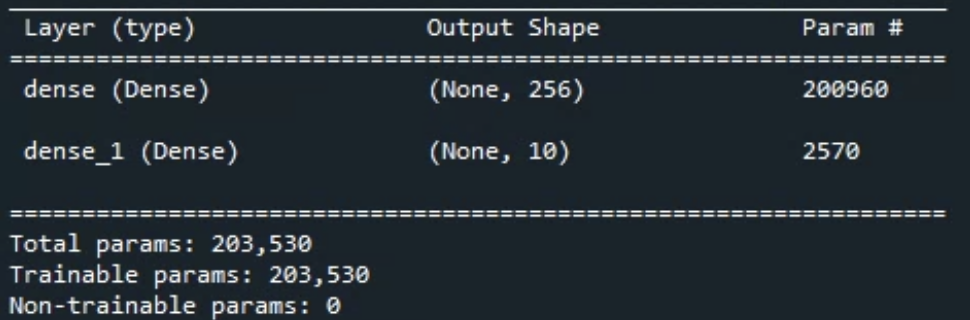 Layer (type) Output Shape Param #
=================================================================
dense (Dense) (None, 256) 200960
dense_1 (Dense) (None, 10) 2570
=================================================================
Total params: 203,530
Trainable params: 203,530
Non-trainable params: 0